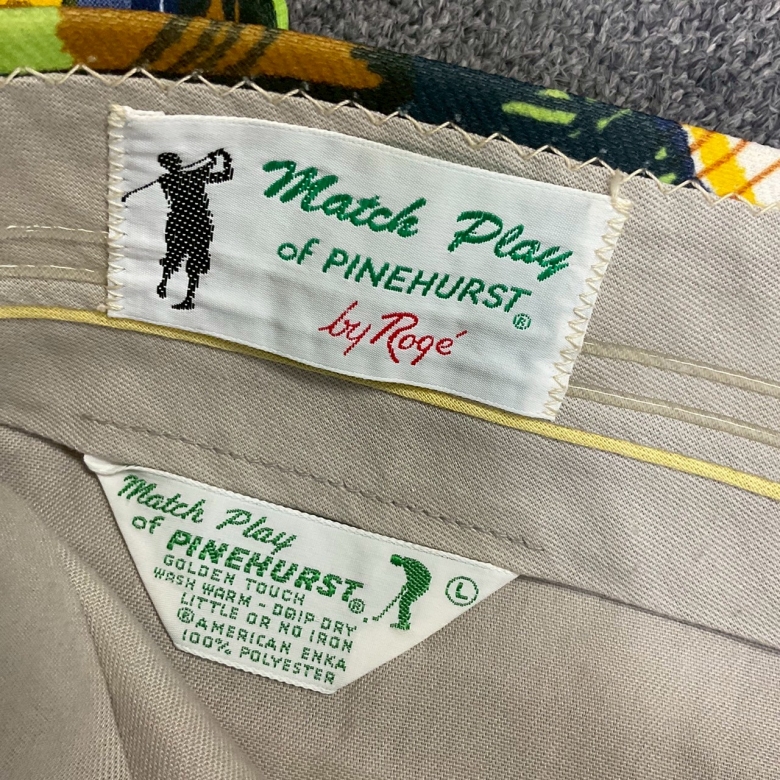 Match Play
of PINEHURST®
by Rogé
Match Play
of PINEHURST®
GOLDEN TOUCH
WASH WARM - DRIP DRY
LITTLE OR NO IRON
®AMERICAN ENKA
100% POLYESTER
Ⓛ